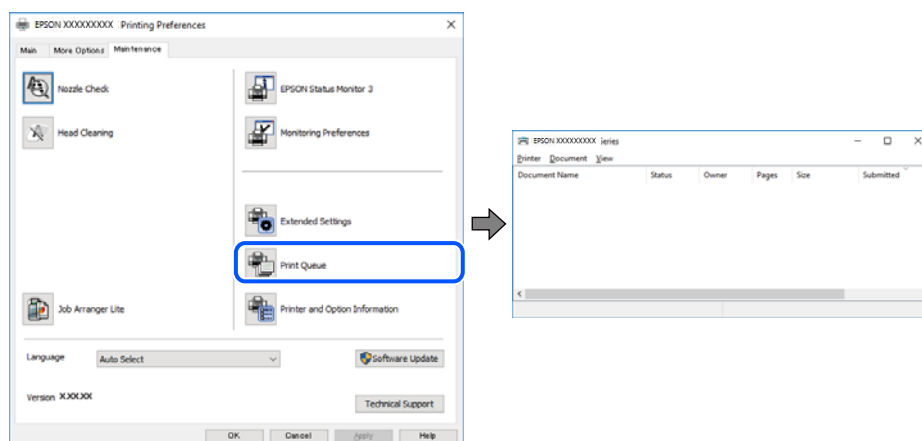 EPSON XXXXXXXXX Printing Preferences
Main More Options Maintenance
Nozzle Check
EPSON Status Monitor 3
Head Cleaning
Monitoring Preferences
Extended Settings
Print Queue
Job Arranger Lite
Printer and Option Information
Language Auto Select
Software Update
Version X.XX.XX
Technical Support
OK Cancel Apply Help
EPSON XXXXXXXXX ieries
Printer Document View
Document Name Status Owner Pages Size Submitted